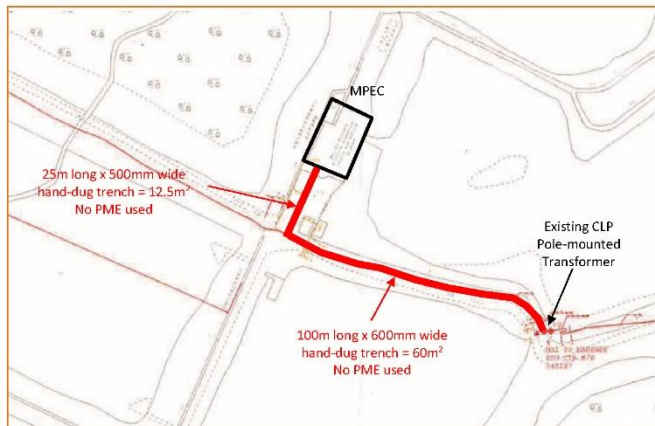 MPEC
25m long x 500mm wide
hand-dug trench = 12.5m²
No PME used
Existing CLP
Pole-mounted
Transformer
100m long x 600mm wide
hand-dug trench = 60m²
No PME used